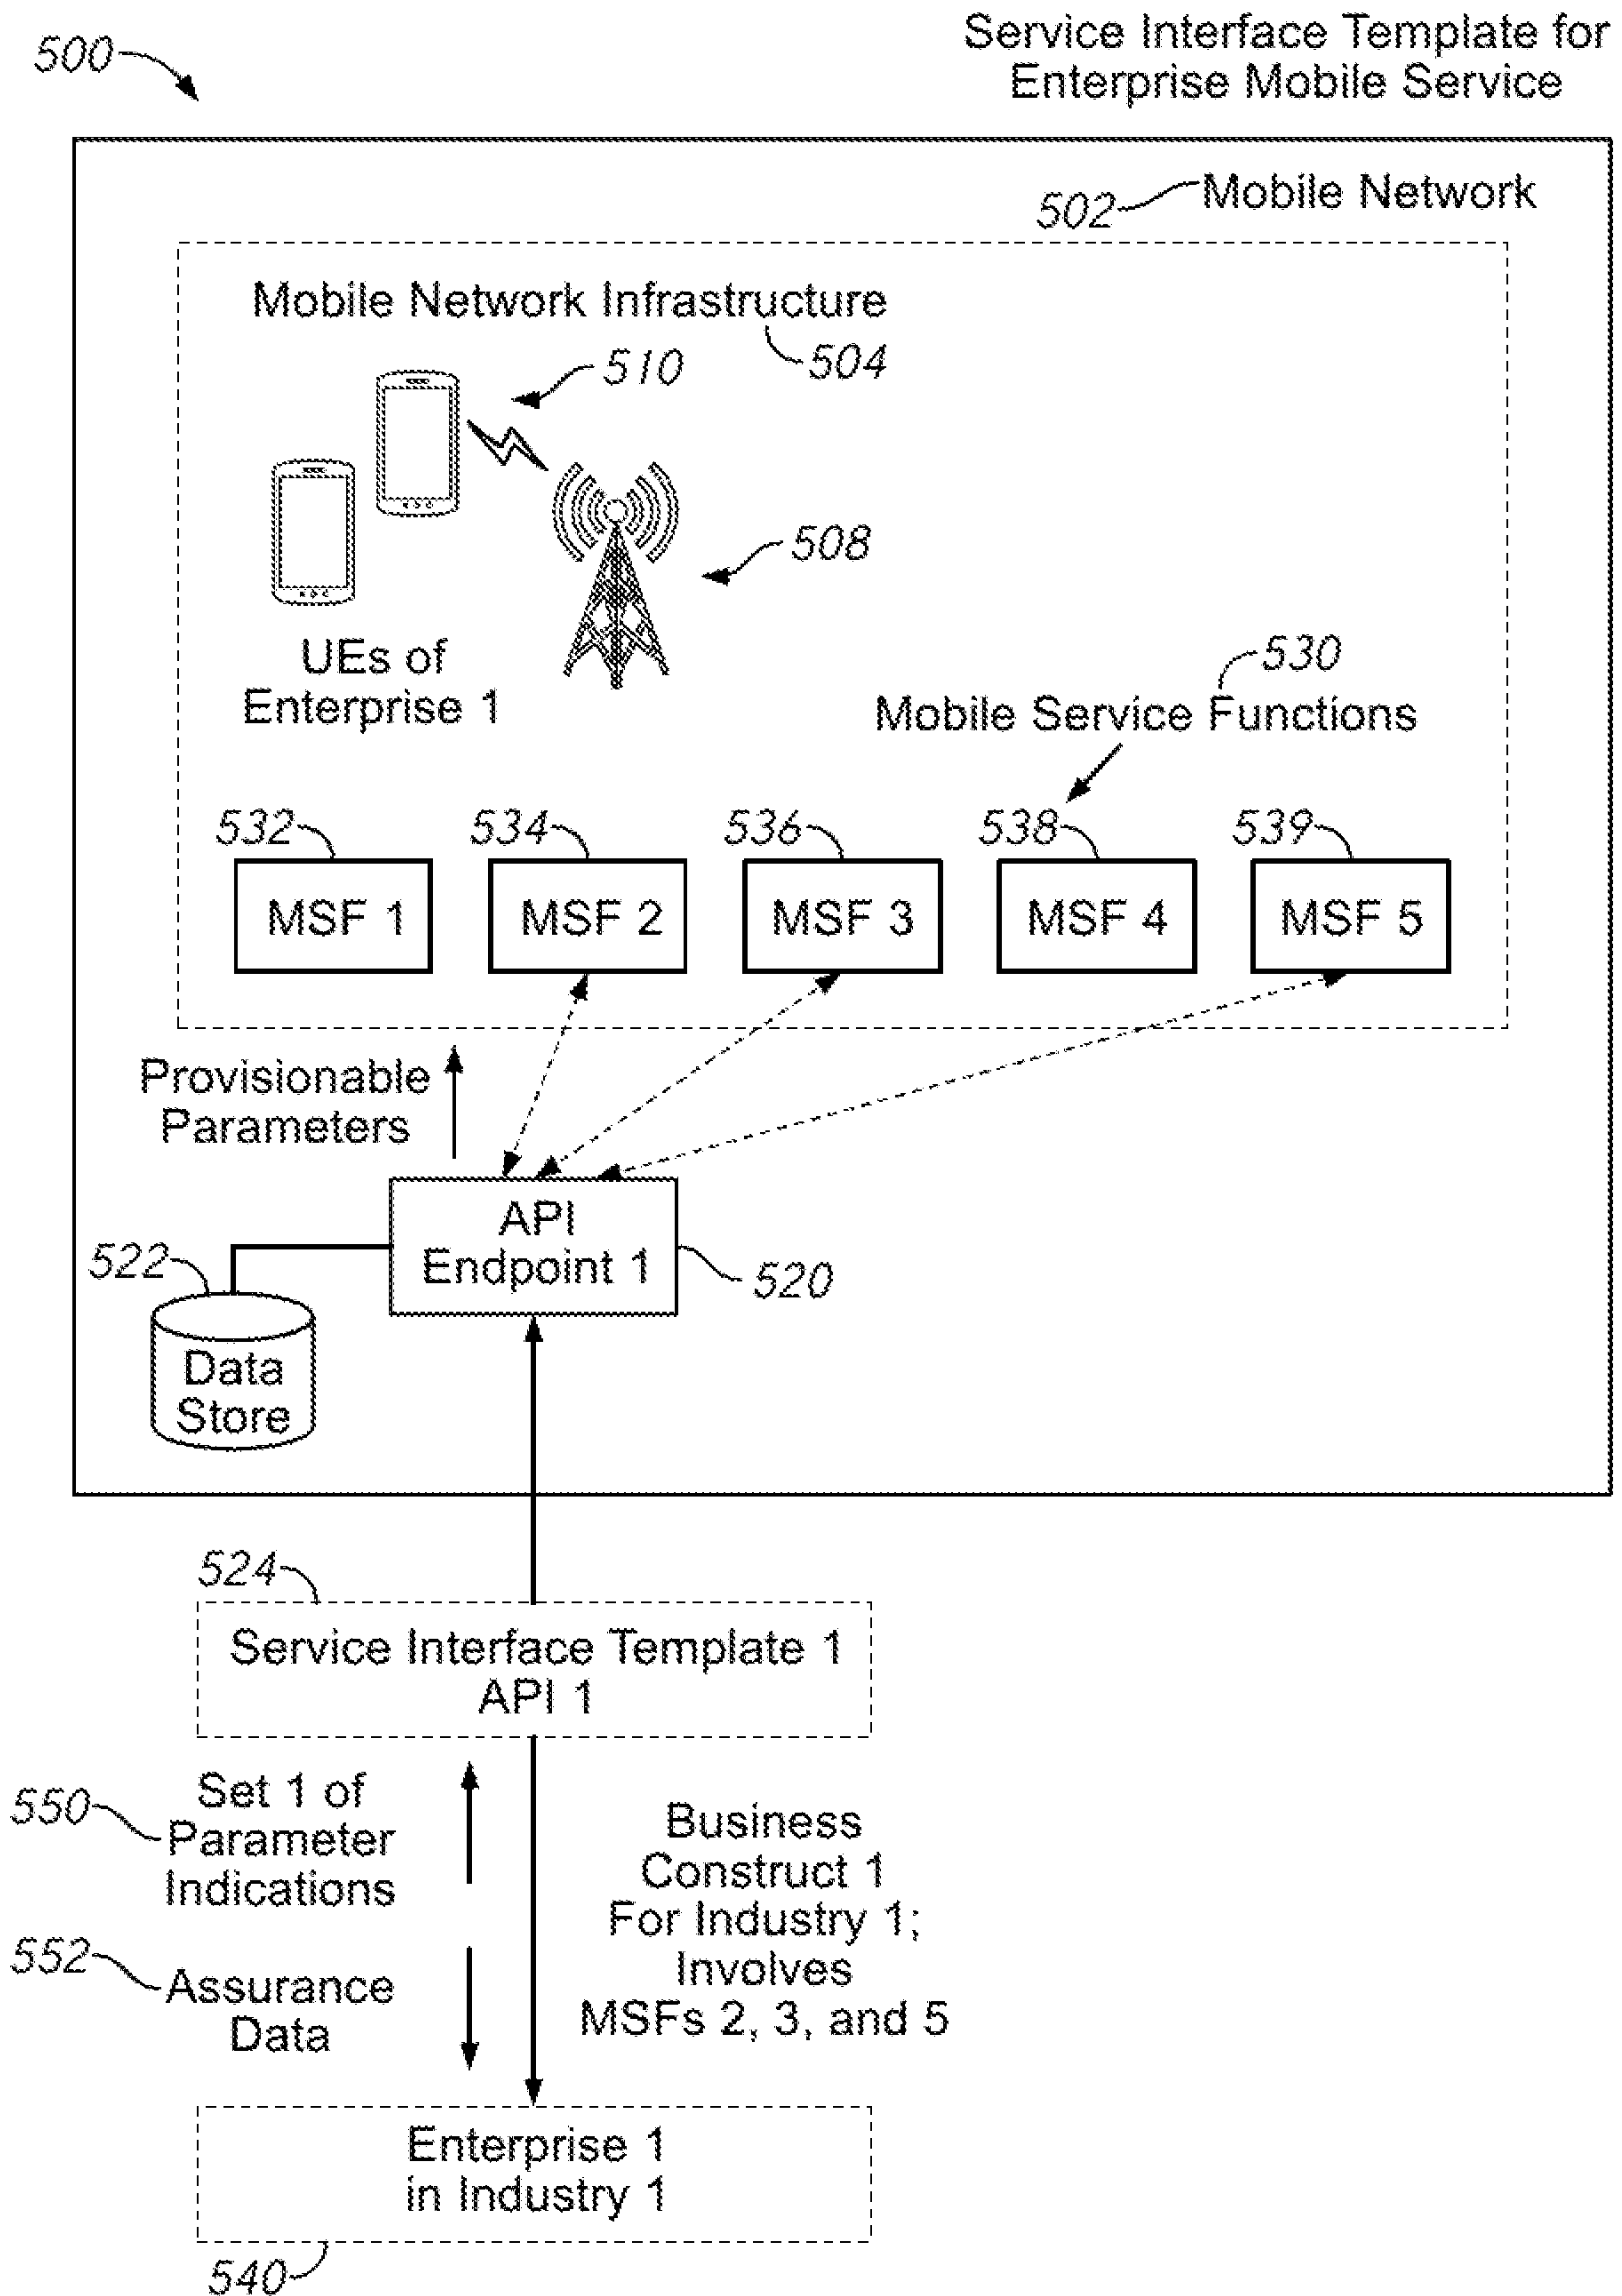 500
Service Interface Template for
Enterprise Mobile Service
502
Mobile Network
Mobile Network Infrastructure
504
510
508
UEs of
Enterprise 1
530
Mobile Service Functions
532
534
536
538
539
MSF 1
MSF 2
MSF 3
MSF 4
MSF 5
Provisionable
Parameters
API
Endpoint 1
520
522
Data
Store
524
Service Interface Template 1
API 1
550
Set 1 of
Parameter
Indications
552
Assurance
Data
Business
Construct 1
For Industry 1;
Involves
MSFs 2, 3, and 5
Enterprise 1
in Industry 1
540